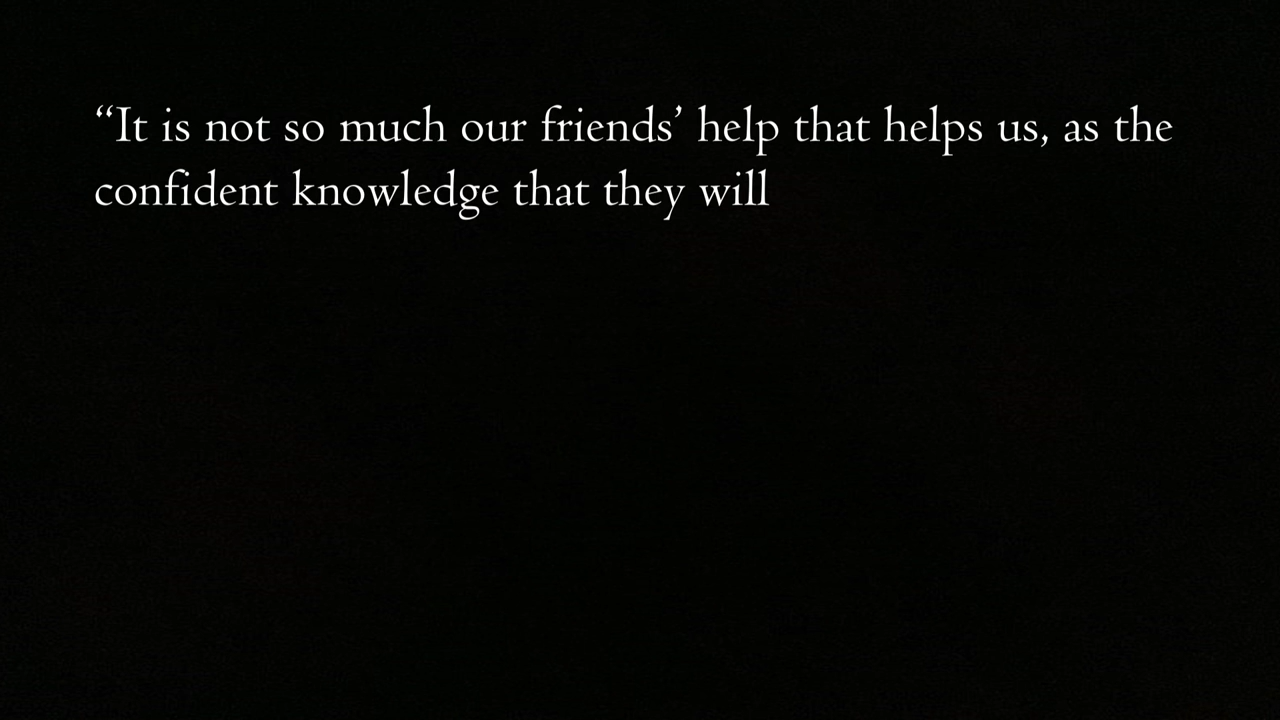 “It is not so much our friends’ help that helps us, as the
confident knowledge that they will